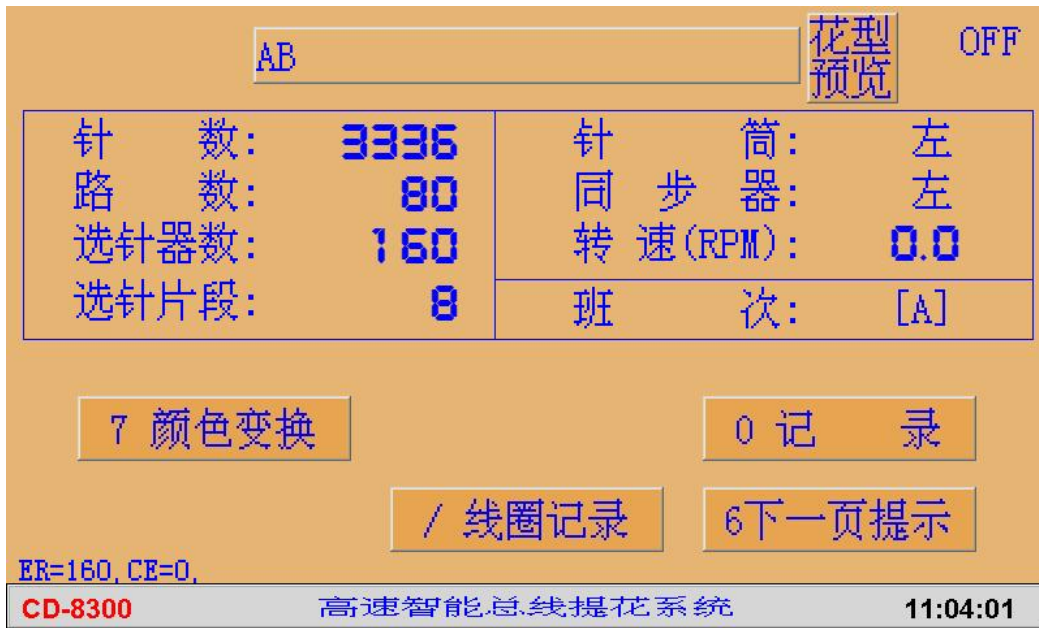 AB
花型
预览
OFF
针 数: 3336
路 数: 80
选针器数: 160
选针片段: 8
针 筒: 左
同 步 器: 左
转 速(RPM): 0.0
班 次: [A]
7 颜色变换
0 记 录
/ 线圈记录
6下一页提示
ER=160,CE=0,
CD-8300
高速智能总线提花系统
11:04:01